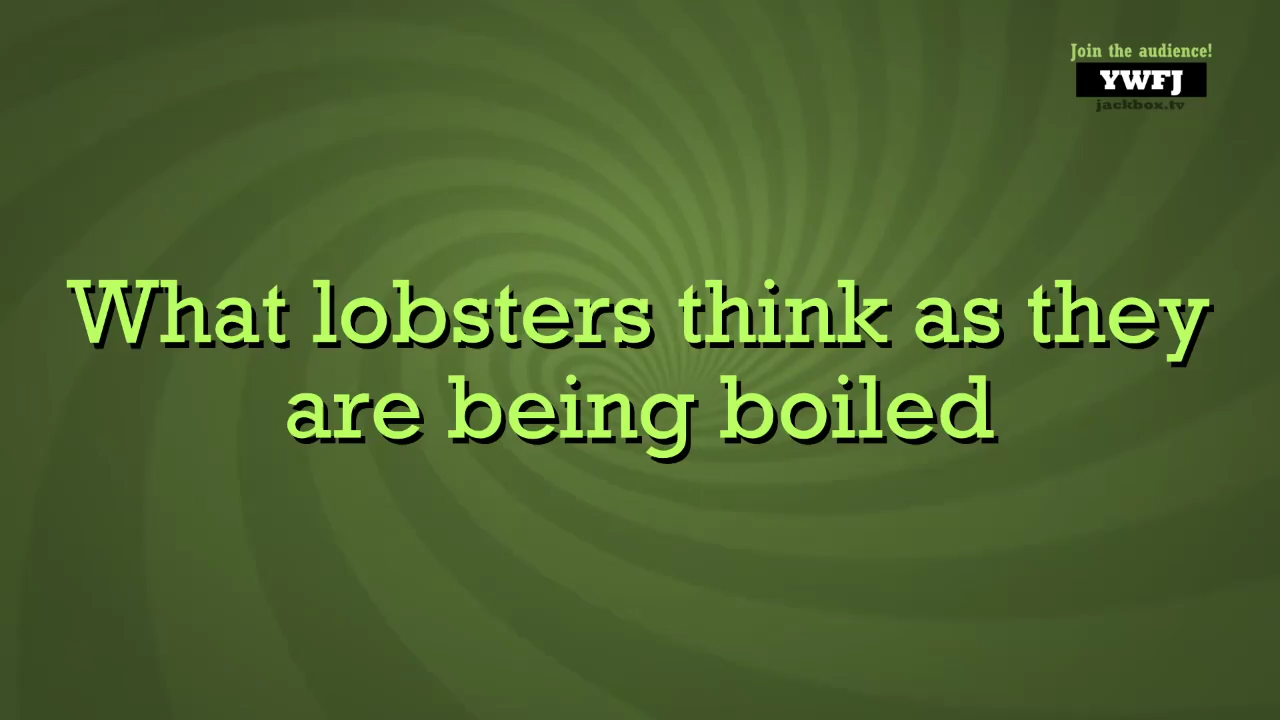 Join the audience!
YWFJ
jackbox.tv
What lobsters think as they
are being boiled